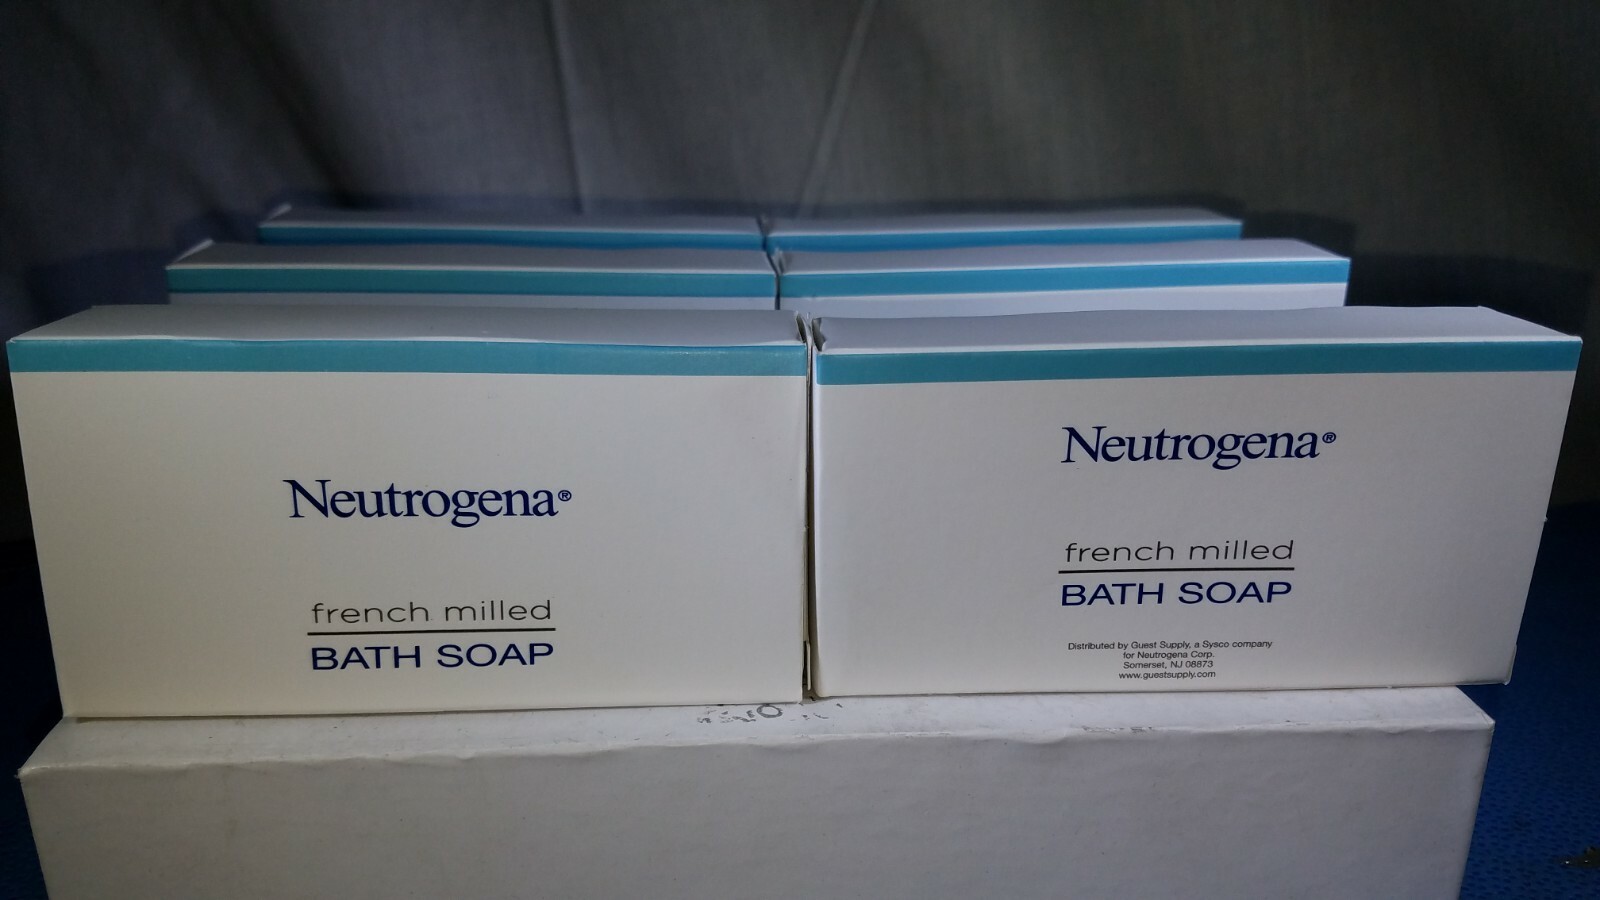 Neutrogena®
french milled
BATH SOAP
Neutrogena®
french milled
BATH SOAP
Distributed by Guest Supply, a Sysco company
for Neutrogena Corp.
Somerset, NJ 08873
www.guestsupply.com